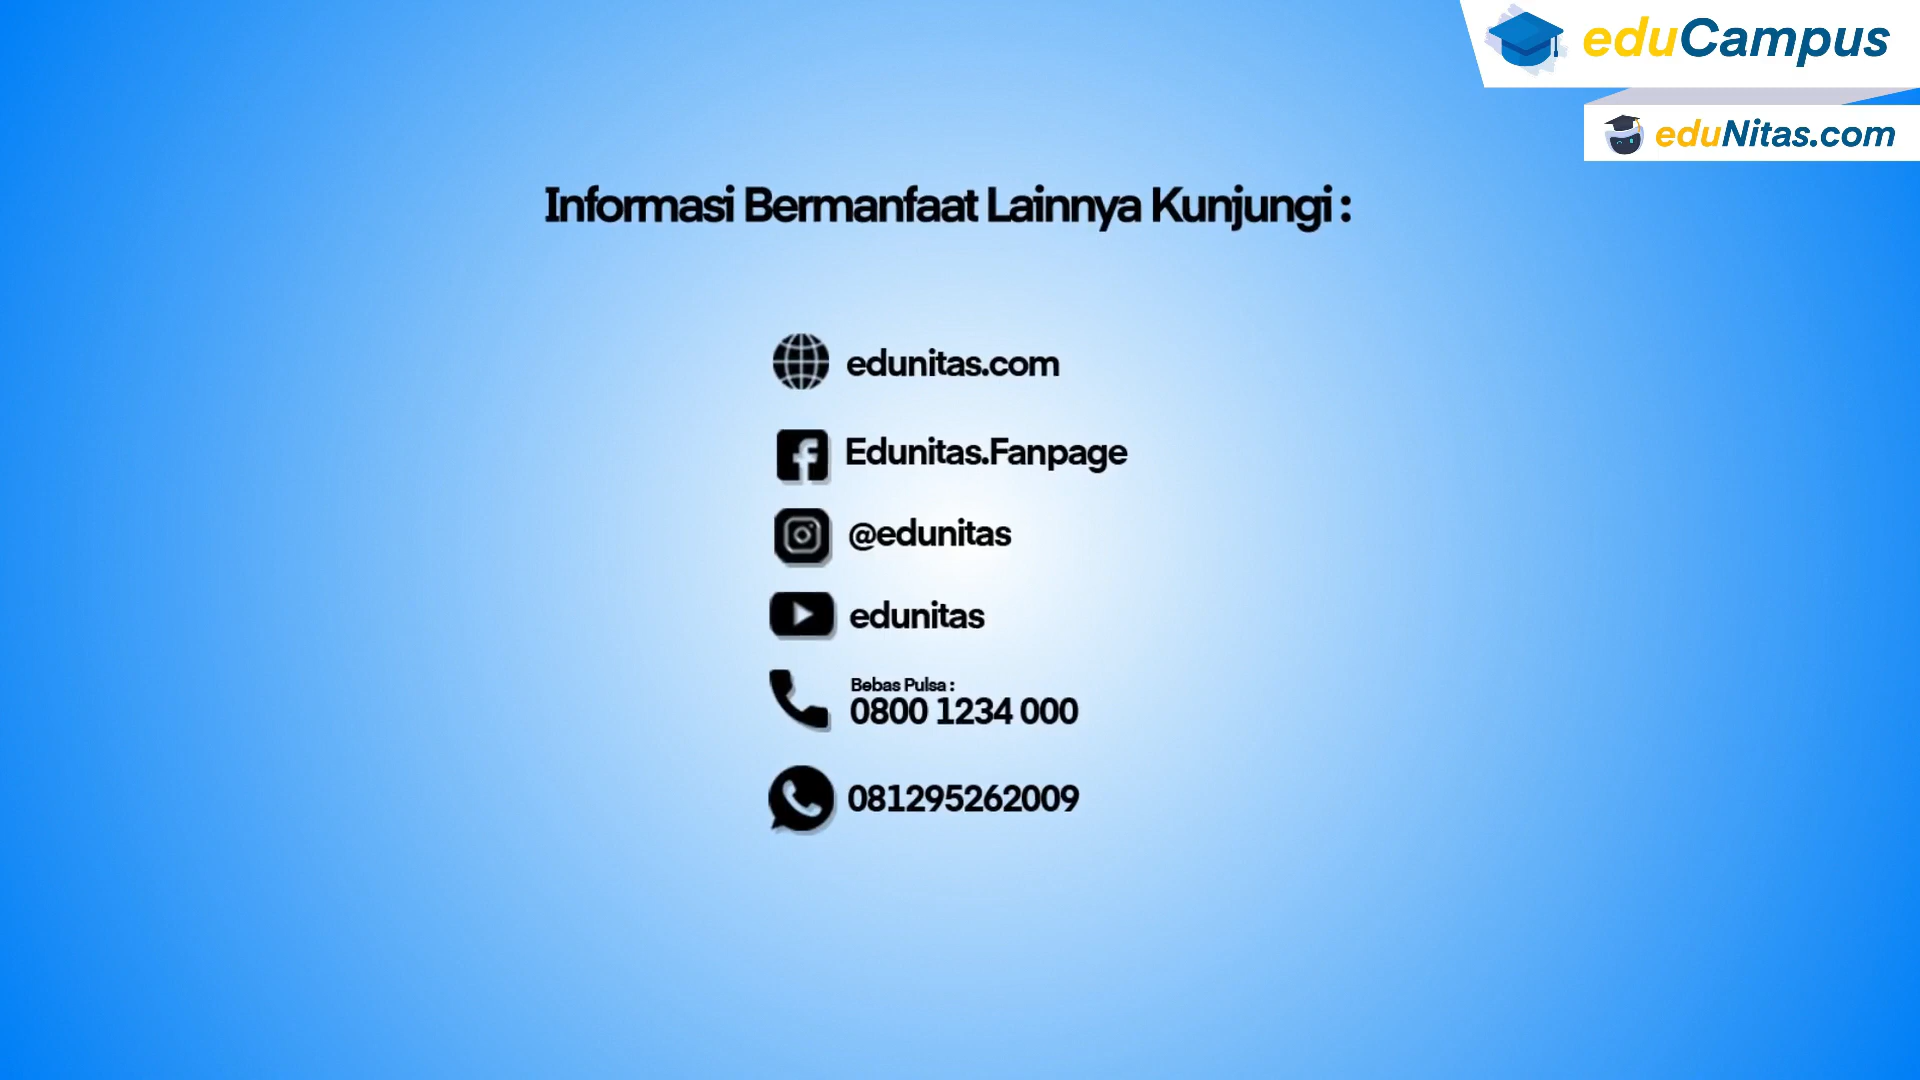 eduCampus
eduNitas.com
Informasi Bermanfaat Lainnya Kunjungi :
edunitas.com
Edunitas.Fanpage
@edunitas
edunitas
Bebas Pulsa :
0800 1234 000
081295262009